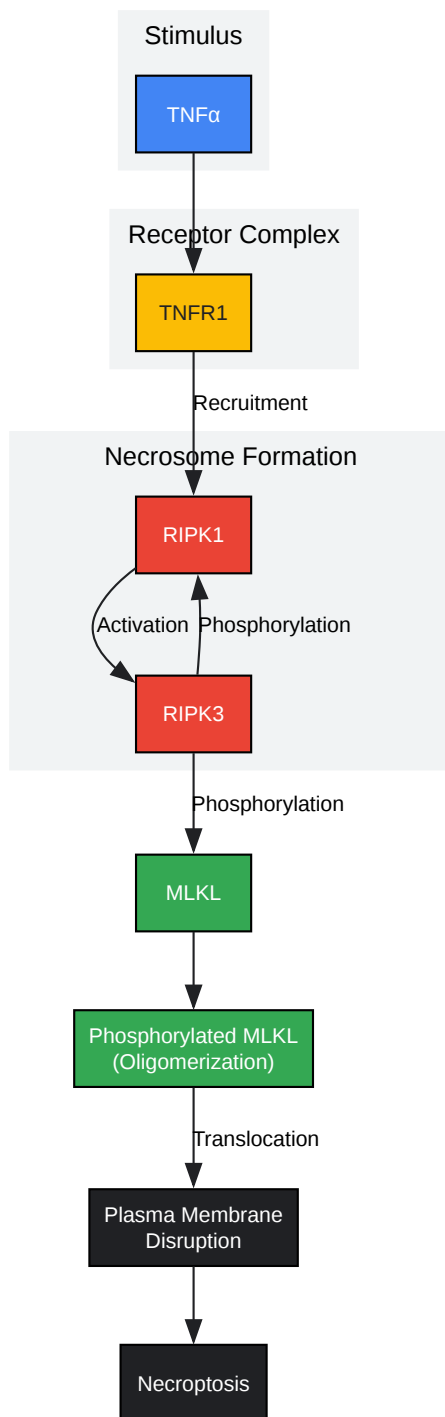 Stimulus
TNFα
Receptor Complex
TNFR1
Recruitment
Necrosome Formation
RIPK1
Activation
Phosphorylation
RIPK3
Phosphorylation
MLKL
Phosphorylated MLKL
(Oligomerization)
Translocation
Plasma Membrane
Disruption
Necroptosis